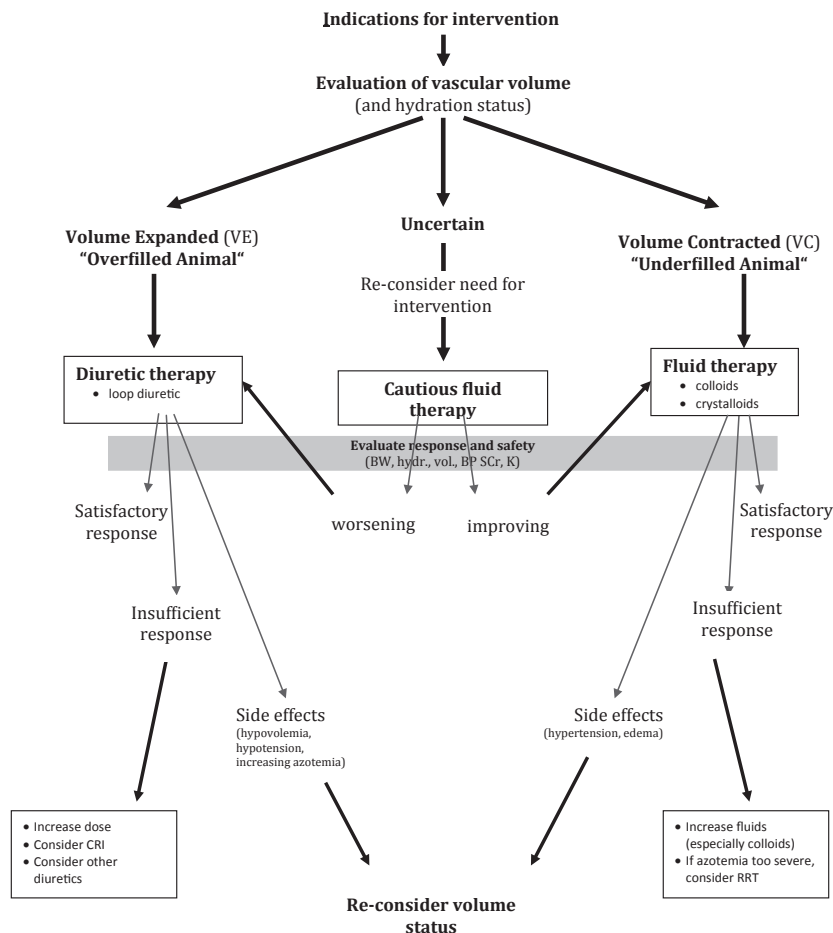 Indications for intervention
Evaluation of vascular volume
(and hydration status)
Volume Expanded (VE)
“Overfilled Animal“
Uncertain
Re-consider need for
intervention
Volume Contracted (VC)
“Underfilled Animal“
Diuretic therapy
• loop diuretic
Cautious fluid
therapy
Fluid therapy
• colloids
• crystalloids
Evaluate response and safety
(BW, hydr., vol., BP SCr, K)
Satisfactory
response
worsening
improving
Satisfactory
response
Insufficient
response
Insufficient
response
Side effects
(hypovolemia,
hypotension,
increasing azotemia)
Side effects
(hypertension, edema)
• Increase dose
• Consider CRI
• Consider other
diuretics
• Increase fluids
(especially colloids)
• If azotemia too severe,
consider RRT
Re-consider volume
status